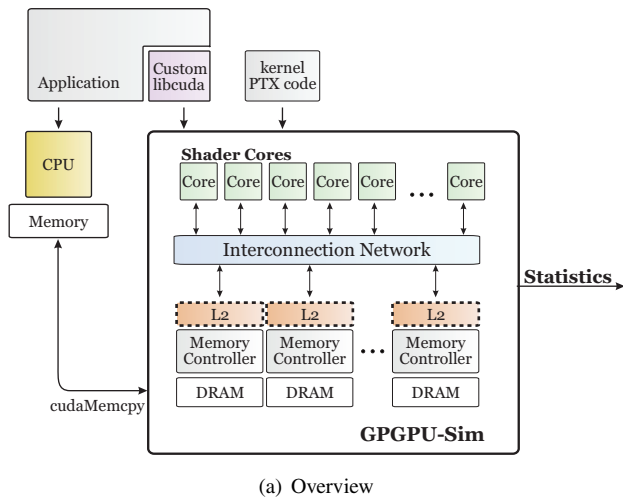 Application
Custom
libcuda
kernel
PTX code
CPU
Memory
Shader Cores
Core Core Core Core Core ... Core
Interconnection Network
Statistics
L2 L2 L2
Memory Controller Memory Controller ... Memory Controller
DRAM DRAM DRAM
cudaMemcpy
GPGPU-Sim
(a) Overview